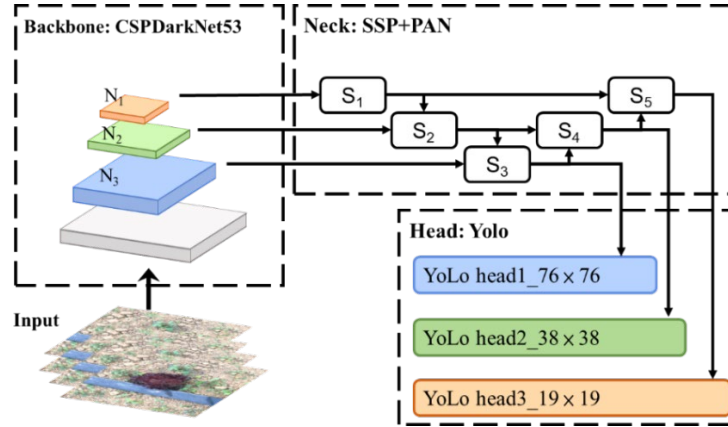 Backbone: CSPDarkNet53
Neck: SSP+PAN
N1
N2
N3
S1
S5
S2
S4
S3
Head: Yolo
YoLo head1_76 × 76
YoLo head2_38 × 38
YoLo head3_19 × 19
Input